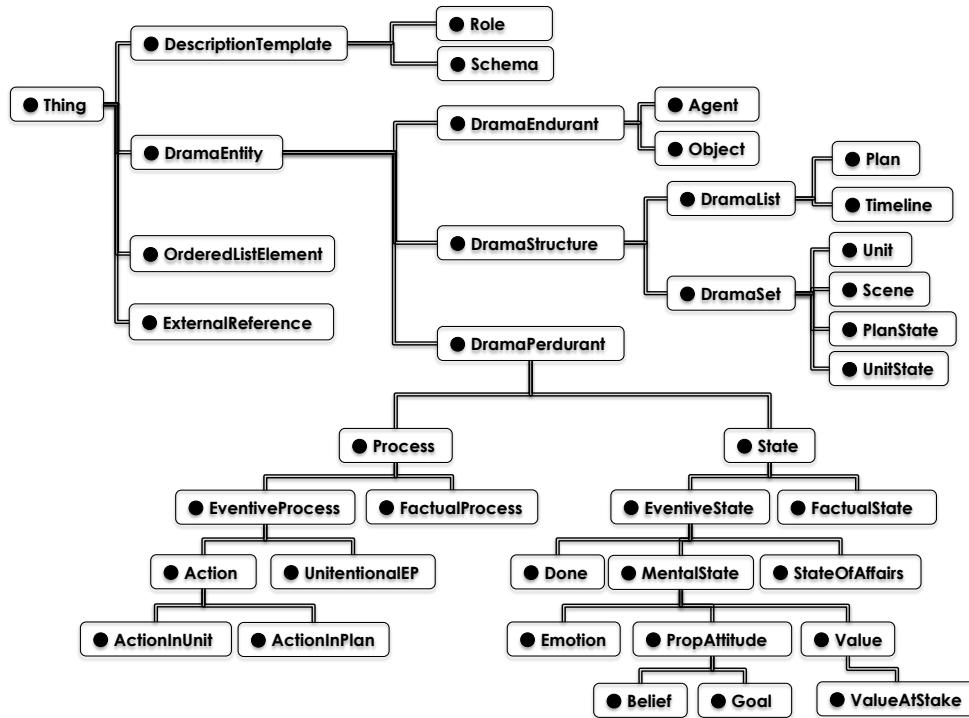 Role
DescriptionTemplate
Schema
Thing
Agent
DramaEndurant
Object
DramaEntity
Plan
DramaList
Timeline
DramaStructure
Unit
OrderedListElement
DramaSet
Scene
ExternalReference
PlanState
DramaPerdurant
UnitState
Process
State
EventiveProcess
FactualProcess
EventiveState
FactualState
Action
UnitentionalEP
Done
MentalState
StateOfAffairs
ActionInUnit
ActionInPlan
Emotion
PropAttitude
Value
Belief
Goal
ValueAtStake